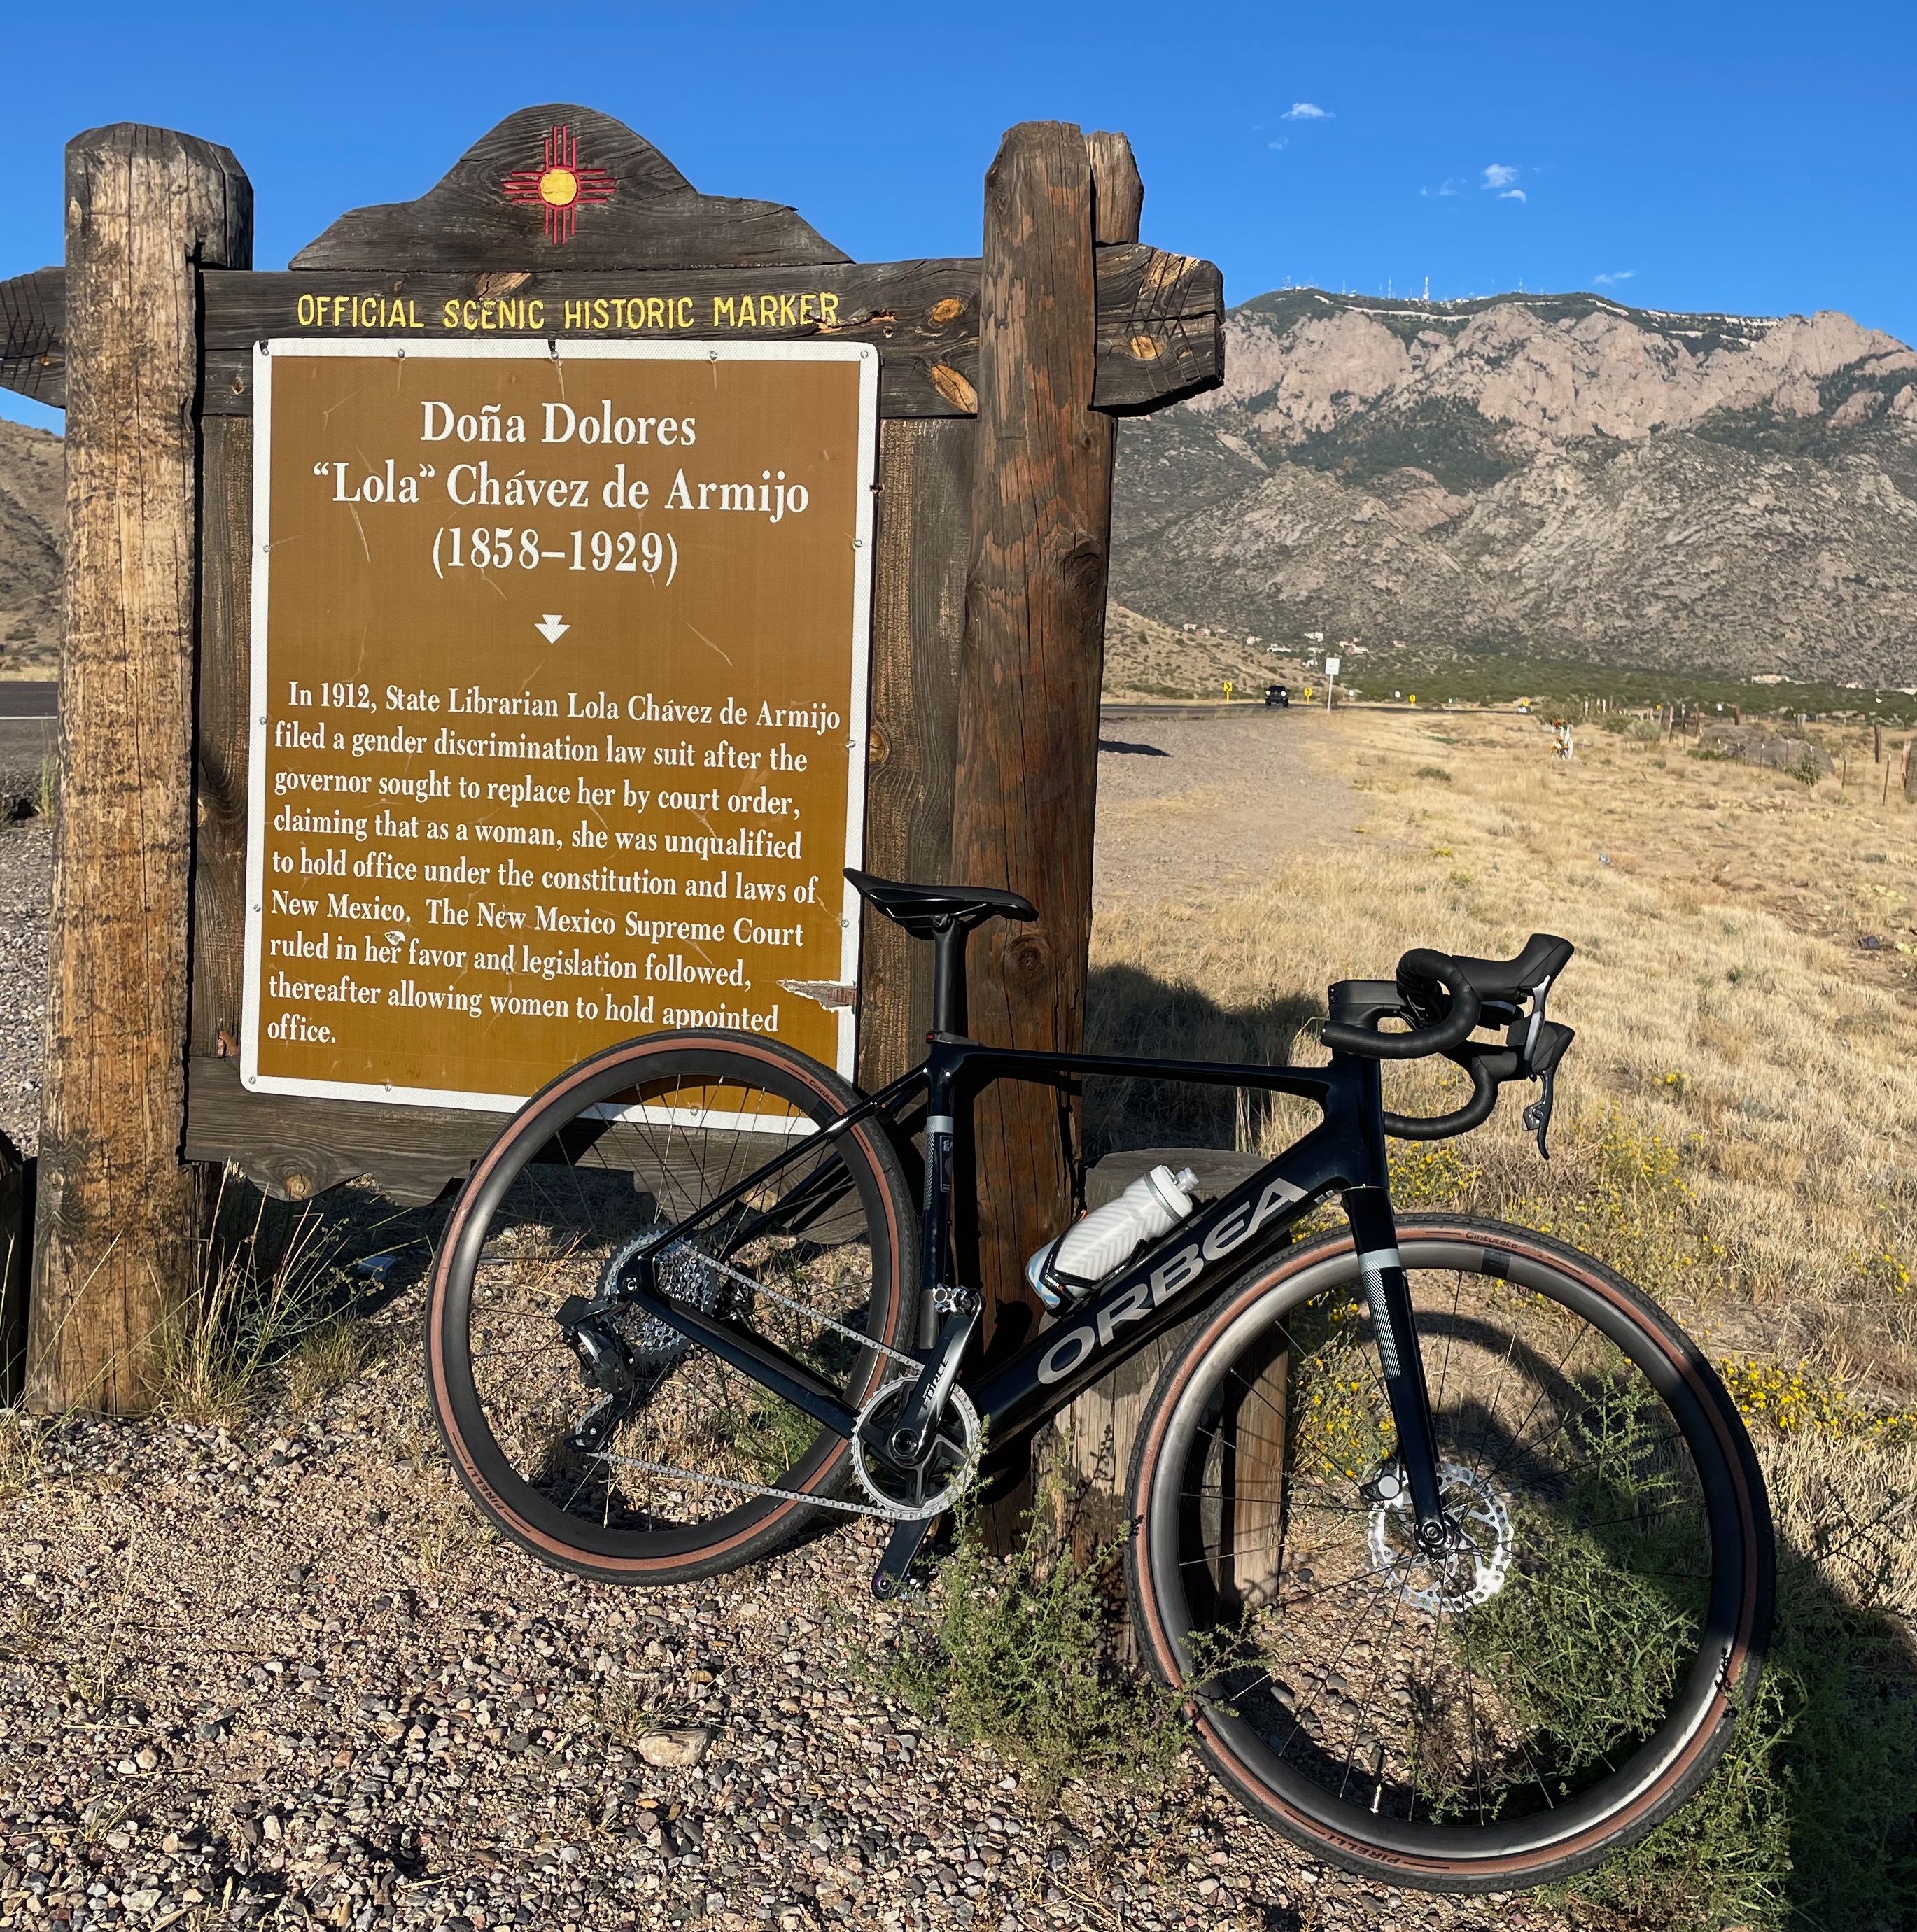 OFFICIAL SCENIC HISTORIC MARKER
Doña Dolores
“Lola” Chávez de Armijo
(1858–1929)
In 1912, State Librarian Lola Chávez de Armijo
filed a gender discrimination law suit after the
governor sought to replace her by court order,
claiming that as a woman, she was unqualified
to hold office under the constitution and laws of
New Mexico. The New Mexico Supreme Court
ruled in her favor and legislation followed,
thereafter allowing women to hold appointed
office.
Cinturato
ORBEA
Cinturato
FORCE
PIRELLI
PIRELLI